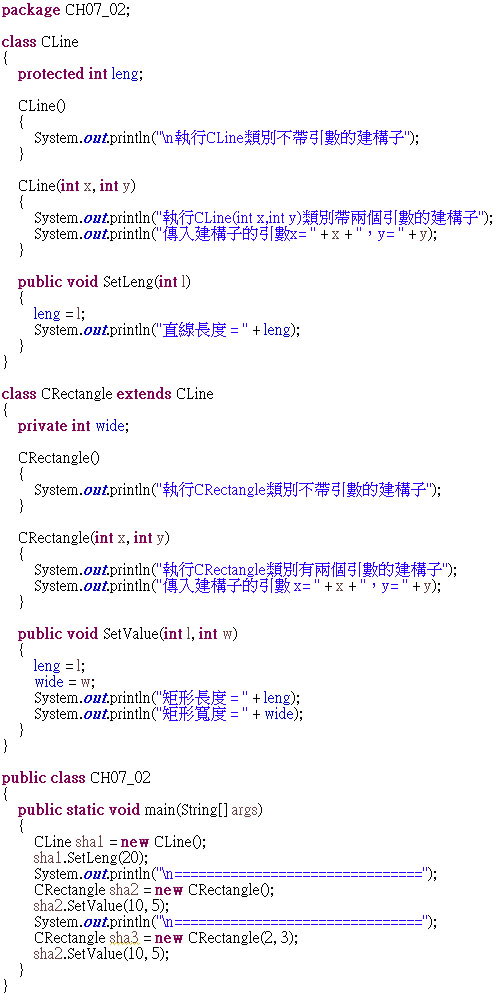 package CH07_02;

class CLine
{
    protected int leng;

    CLine()
    {
        System.out.println("\n執行CLine類別不帶引數的建構子");
    }

    CLine(int x, int y)
    {
        System.out.println("執行CLine(int x,int y)類別帶兩個引數的建構子");
        System.out.println("傳入建構子的引數x= " + x + "，y= " + y);
    }

    public void SetLeng(int l)
    {
        leng = l;
        System.out.println("直線長度 = " + leng);
    }
}

class CRectangle extends CLine
{
    private int wide;

    CRectangle()
    {
        System.out.println("執行CRectangle類別不帶引數的建構子");
    }

    CRectangle(int x, int y)
    {
        System.out.println("執行CRectangle類別有兩個引數的建構子");
        System.out.println("傳入建構子的引數 x= " + x + "，y= " + y);
    }

    public void SetValue(int l, int w)
    {
        leng = l;
        wide = w;
        System.out.println("矩形長度 = " + leng);
        System.out.println("矩形寬度 = " + wide);
    }
}

public class CH07_02
{
    public static void main(String[] args)
    {
        CLine sha1 = new CLine();
        sha1.SetLeng(20);
        System.out.println("\n===============================");
        CRectangle sha2 = new CRectangle();
        sha2.SetValue(10, 5);
        System.out.println("\n===============================");
        CRectangle sha3 = new CRectangle(2, 3);
        sha2.SetValue(10, 5);
    }
}